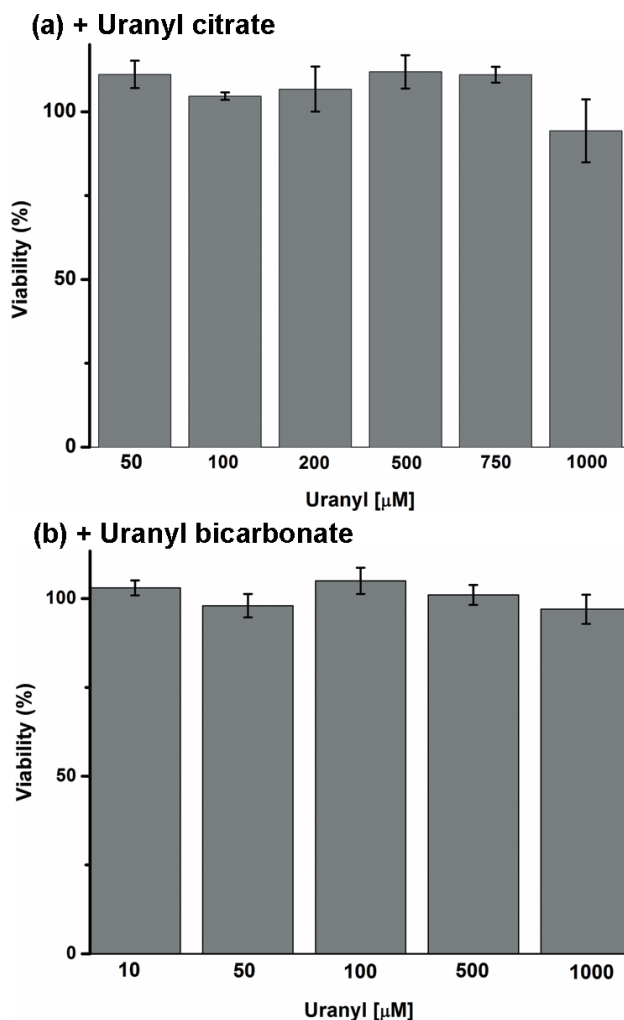 (a) + Uranyl citrate
100
50
0
Viability (%)
50 100 200 500 750 1000
Uranyl [μM]
(b) + Uranyl bicarbonate
100
50
0
Viability (%)
10 50 100 500 1000
Uranyl [μM]